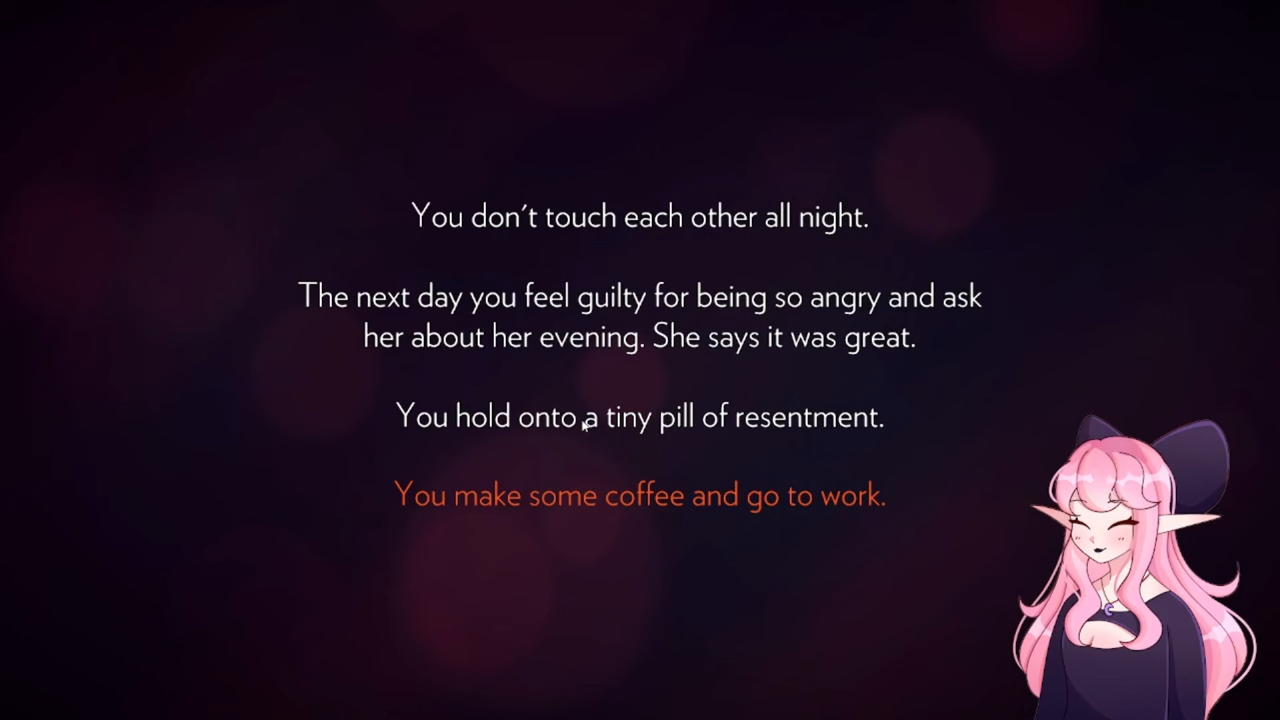 You don't touch each other all night.
The next day you feel guilty for being so angry and ask
her about her evening. She says it was great.
You hold onto a tiny pill of resentment.
You make some coffee and go to work.